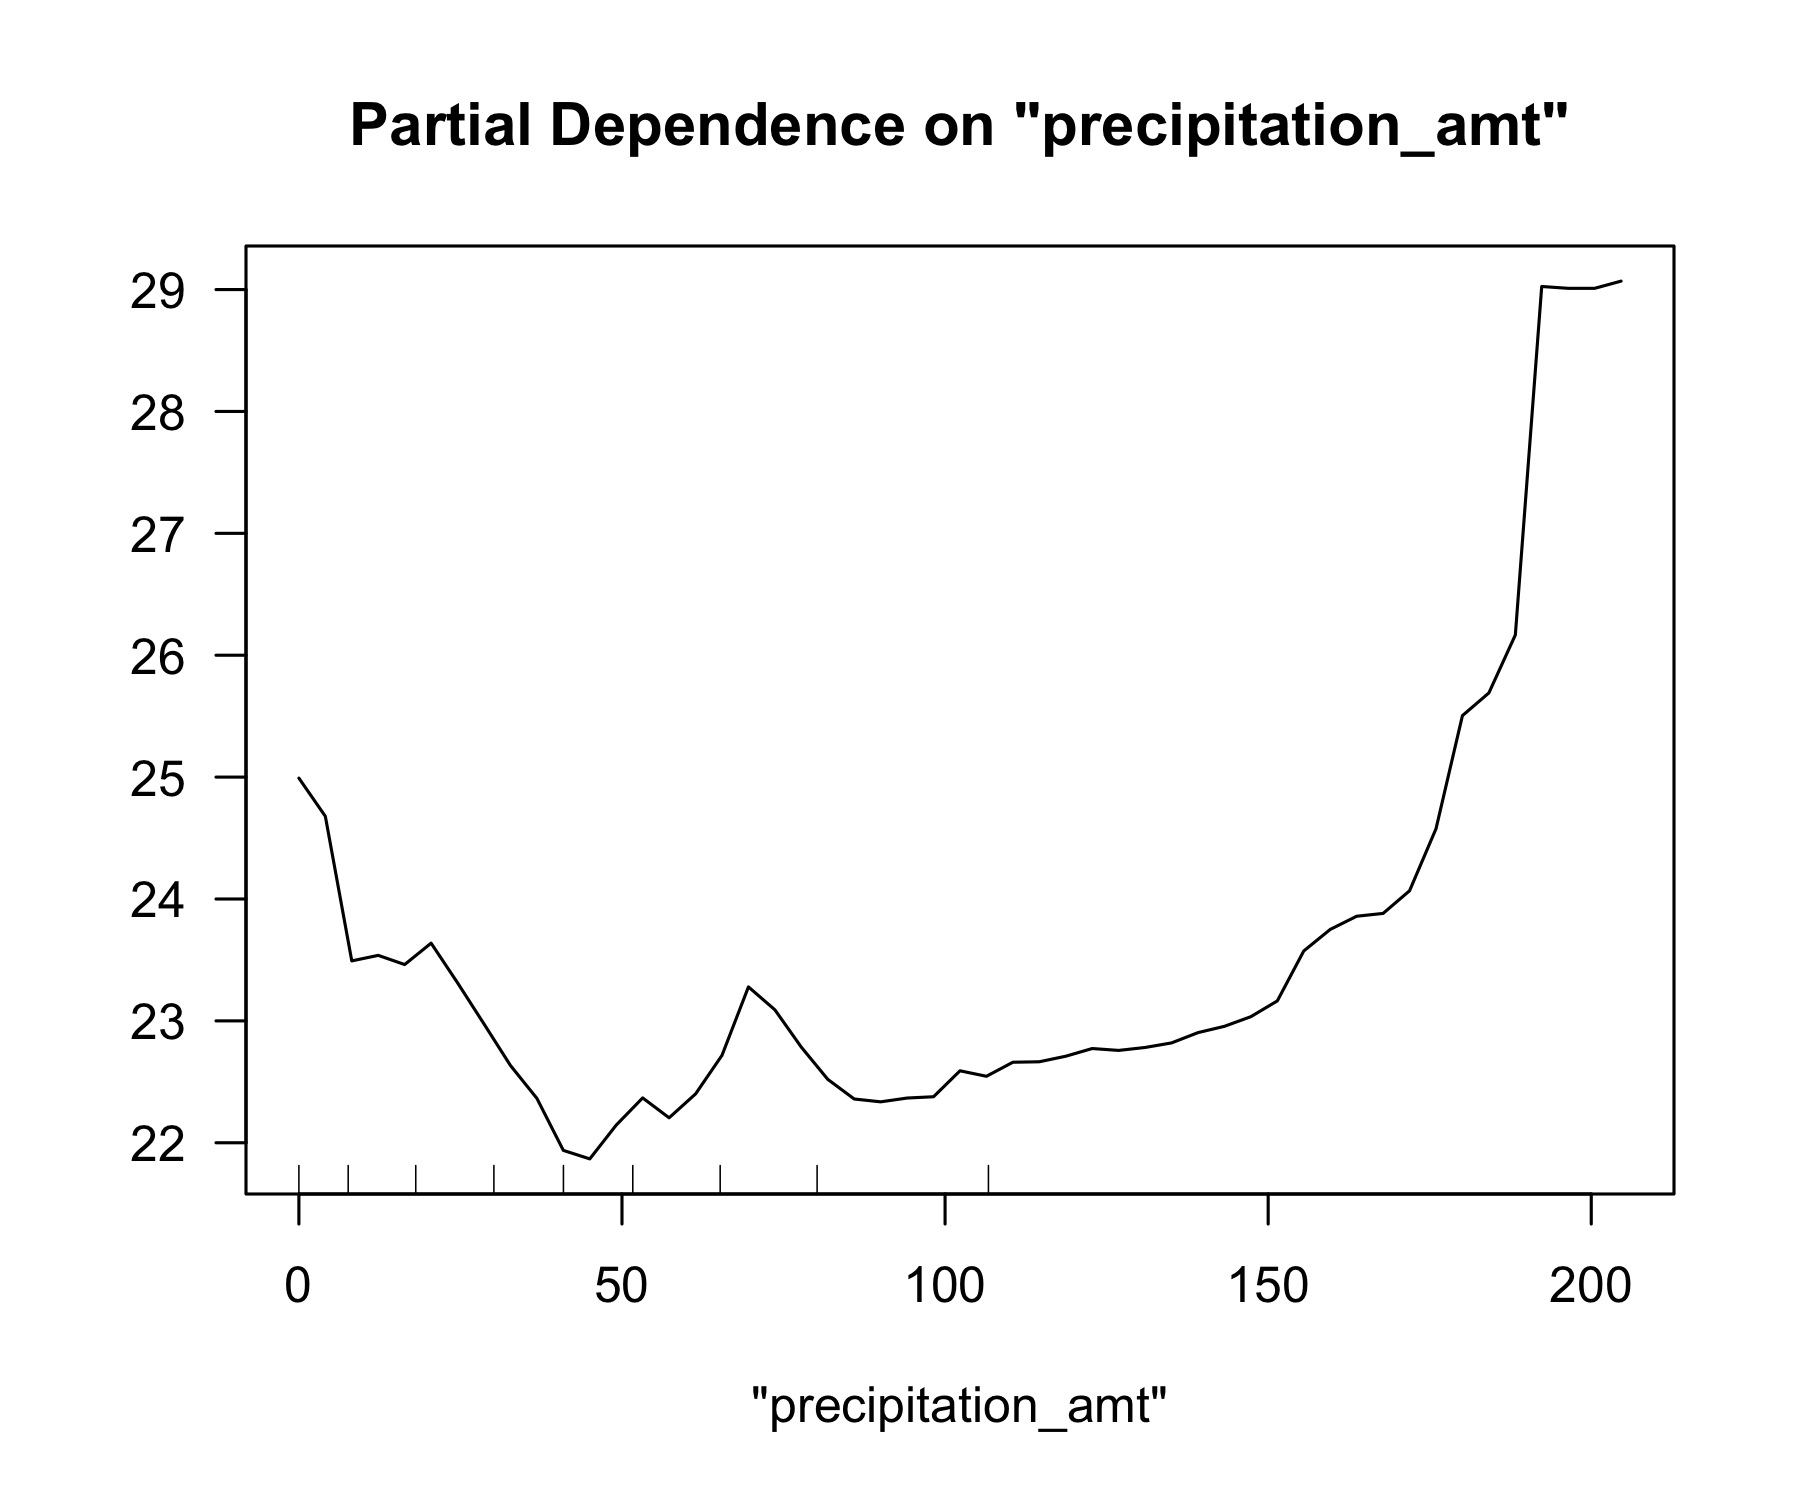 Partial Dependence on "precipitation_amt"
29
28
27
26
25
24
23
22
0 50 100 150 200
"precipitation_amt"